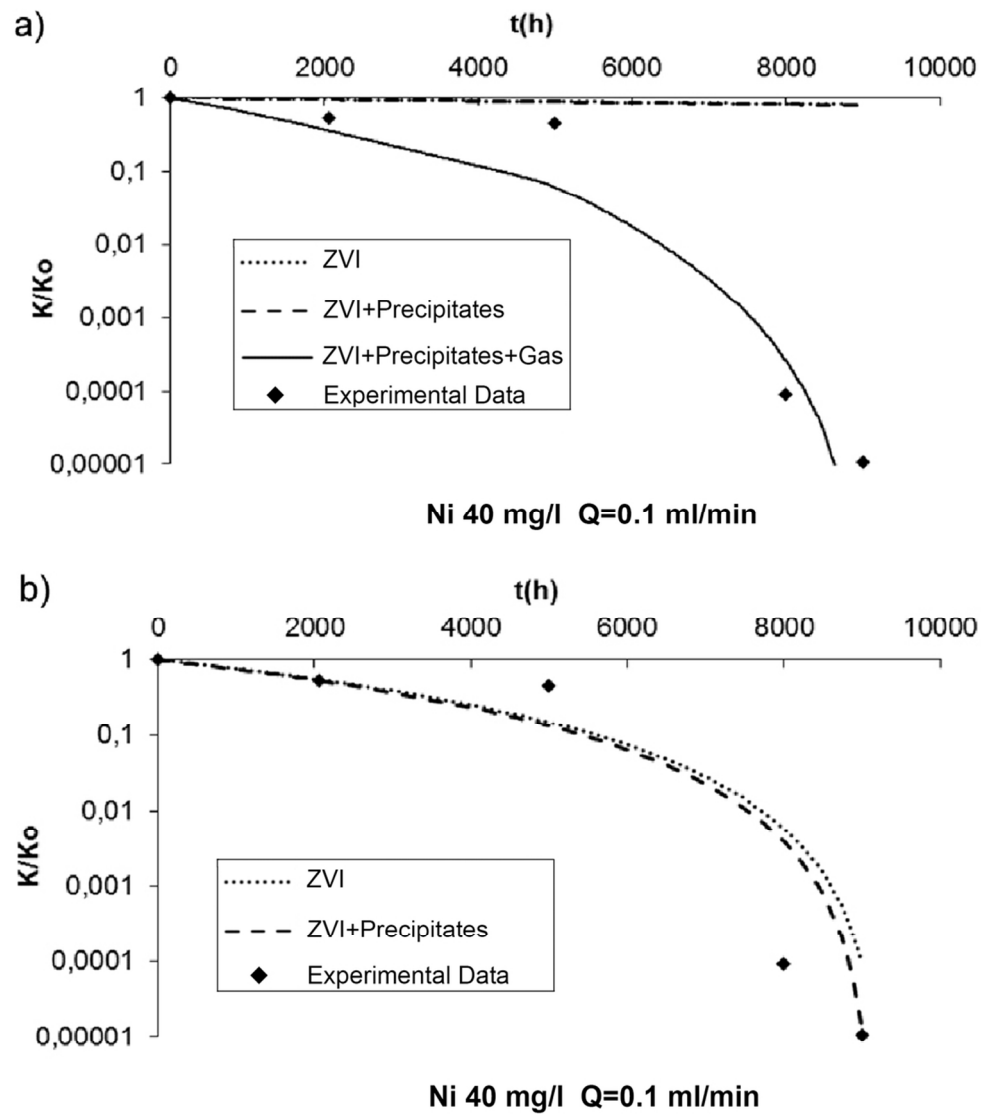 a)
t(h)
0 2000 4000 6000 8000 10000
1
0,1
0,01
0,001
0,0001
0,00001
K/Ko
ZVI
ZVI+Precipitates
ZVI+Precipitates+Gas
Experimental Data
Ni 40 mg/l Q=0.1 ml/min
b)
t(h)
0 2000 4000 6000 8000 10000
1
0,1
0,01
0,001
0,0001
0,00001
K/Ko
ZVI
ZVI+Precipitates
Experimental Data
Ni 40 mg/l Q=0.1 ml/min